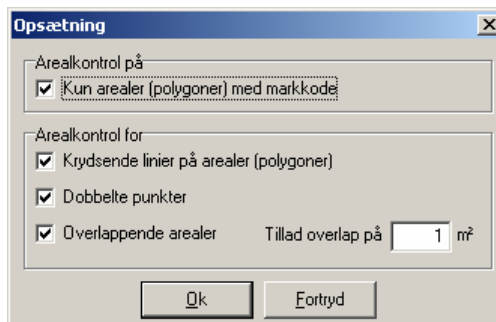 Opsætning
Arealkontrol på
Kun arealer (polygoner) med markkode
Arealkontrol for
Krydsende linier på arealer (polygoner)
Dobbelte punkter
Overlappende arealer Tillad overlap på 1 m²
Ok Fortryd